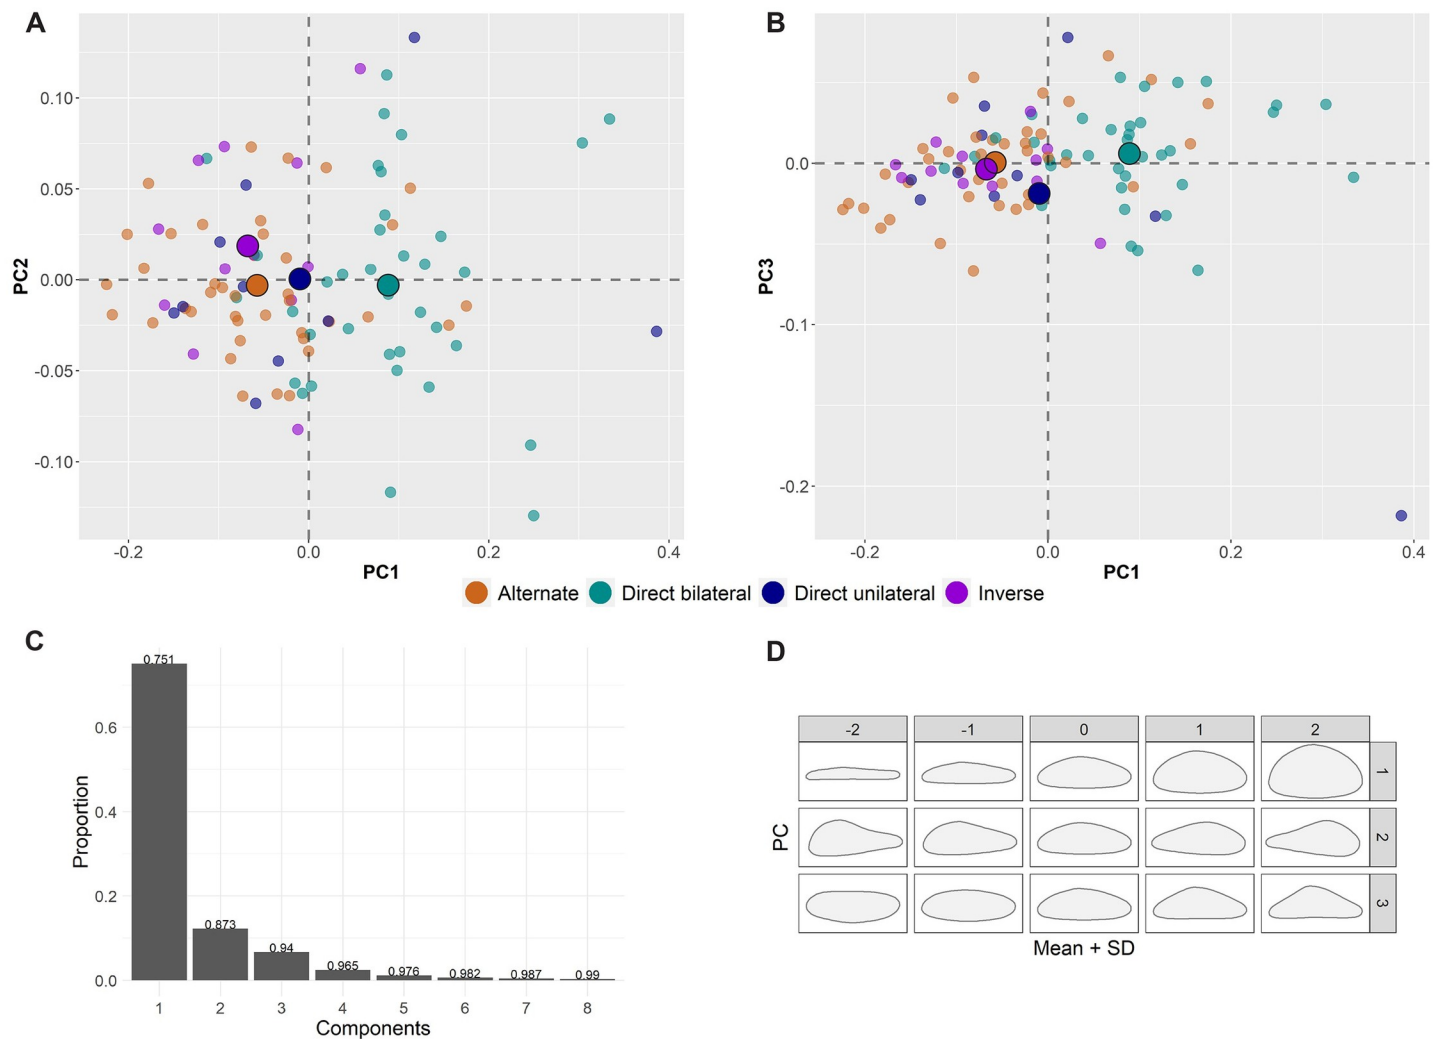 A
B
PC2
0.10
0.05
0.00
-0.05
-0.10
-0.2
0.0
0.2
0.4
PC1
PC3
0.0
-0.1
-0.2
-0.2
0.0
0.2
0.4
PC1
Alternate
Direct bilateral
Direct unilateral
Inverse
C
Proportion
0.6
0.4
0.2
0.0
0.751
0.873
0.94
0.965
0.976
0.982
0.987
0.99
1
2
3
4
5
6
7
8
Components
D
-2
-1
0
1
2
PC
1
2
3
Mean + SD